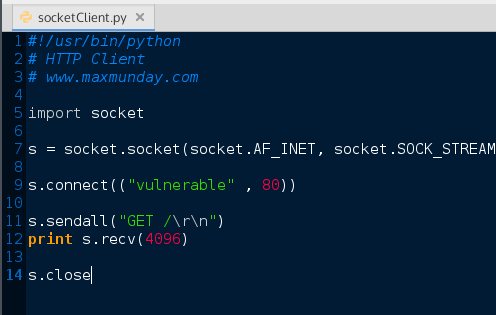 socketClient.py ×
1 #!/usr/bin/python
2 # HTTP Client
3 # www.maxmunday.com
4
5 import socket
6
7 s = socket.socket(socket.AF_INET, socket.SOCK_STREAM
8
9 s.connect(("vulnerable" , 80))
10
11 s.sendall("GET /\r\n")
12 print s.recv(4096)
13
14 s.close